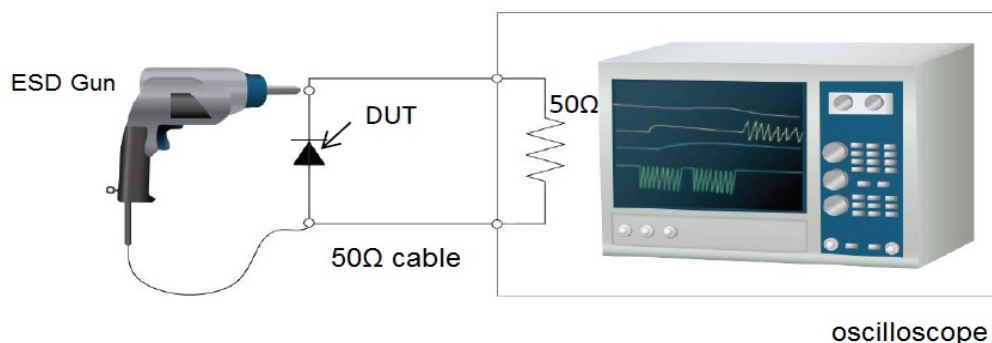 ESD Gun
DUT
50Ω
50Ω cable
oscilloscope